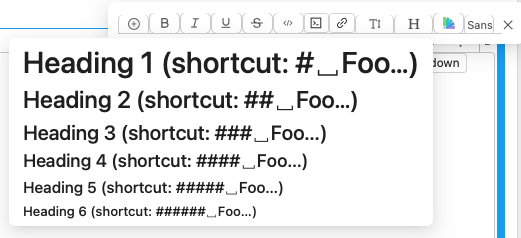 B I U S </> T H Sans
down
Heading 1 (shortcut: #⎵Foo...)
Heading 2 (shortcut: ##⎵Foo...)
Heading 3 (shortcut: ###⎵Foo...)
Heading 4 (shortcut: ####⎵Foo...)
Heading 5 (shortcut: #####⎵Foo...)
Heading 6 (shortcut: ######⎵Foo...)